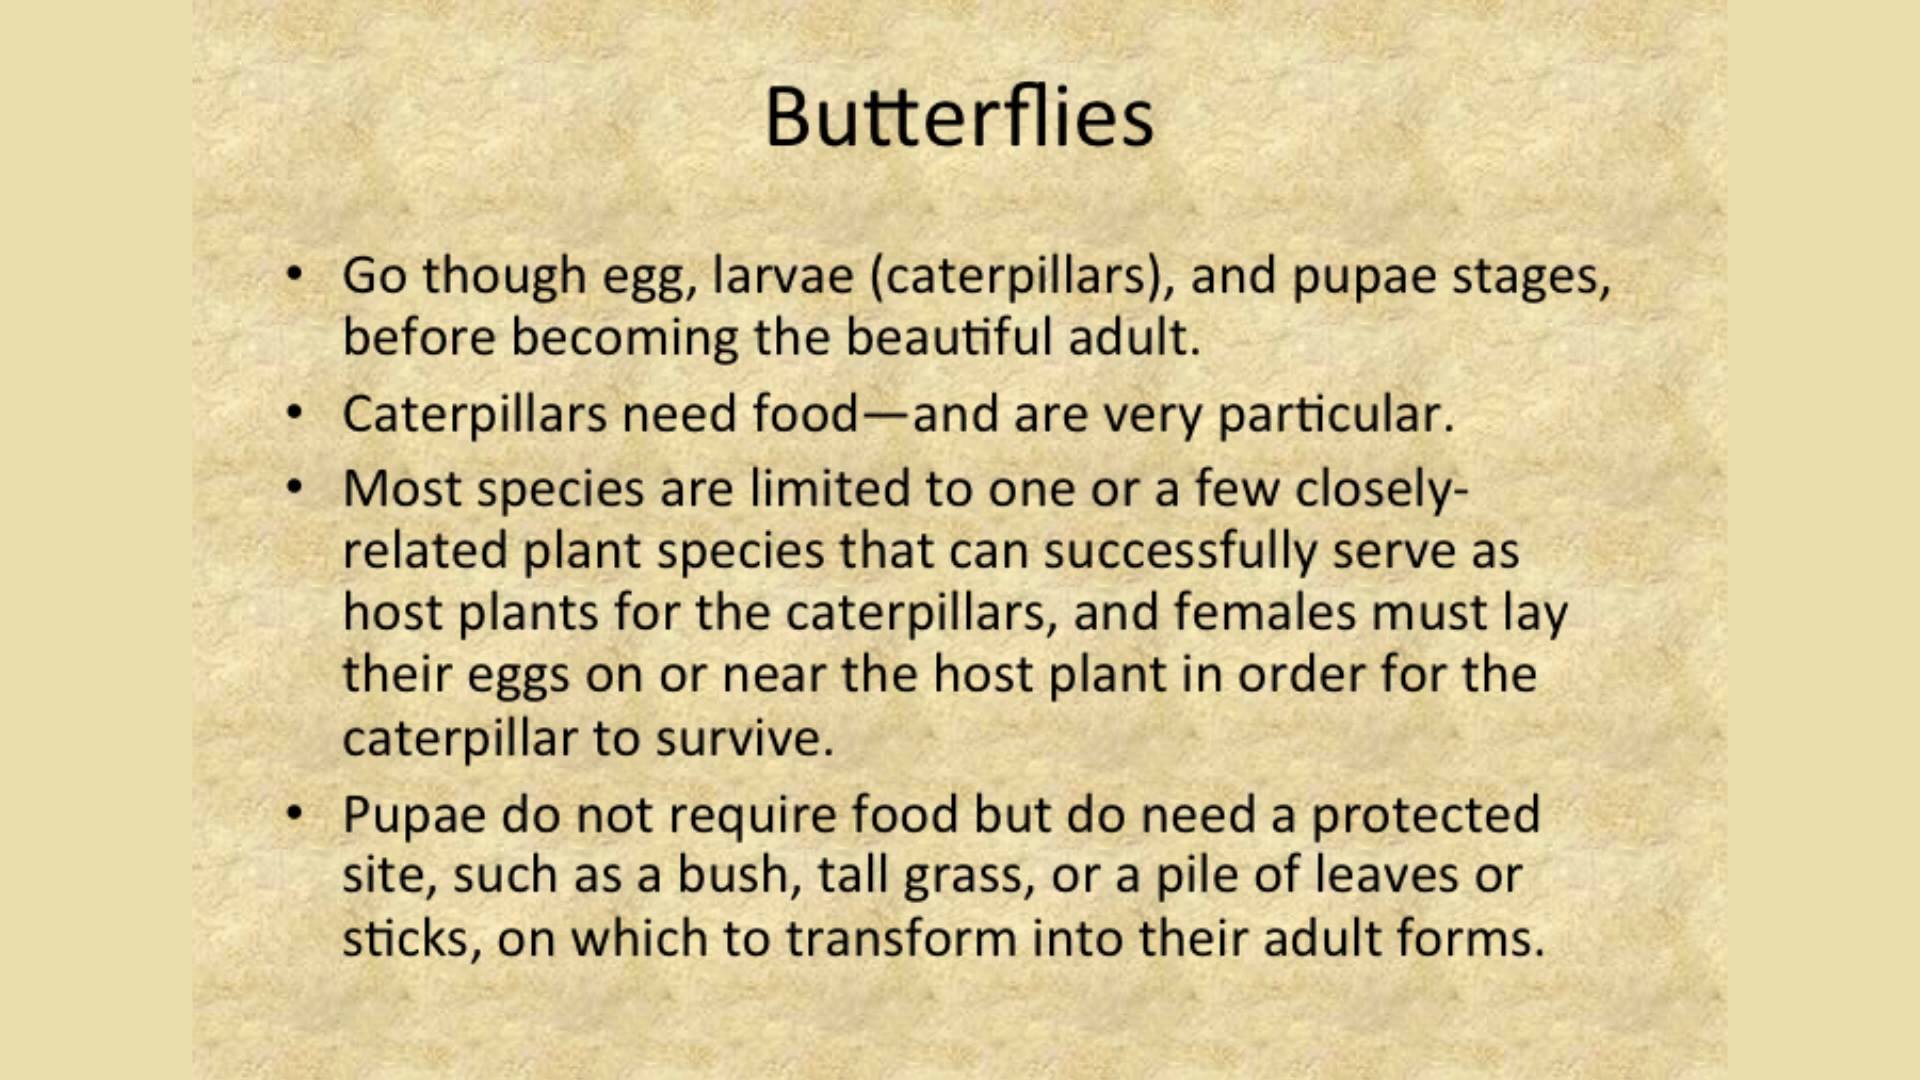 Butterflies
• Go though egg, larvae (caterpillars), and pupae stages,
before becoming the beautiful adult.
• Caterpillars need food—and are very particular.
• Most species are limited to one or a few closely-
related plant species that can successfully serve as
host plants for the caterpillars, and females must lay
their eggs on or near the host plant in order for the
caterpillar to survive.
• Pupae do not require food but do need a protected
site, such as a bush, tall grass, or a pile of leaves or
sticks, on which to transform into their adult forms.